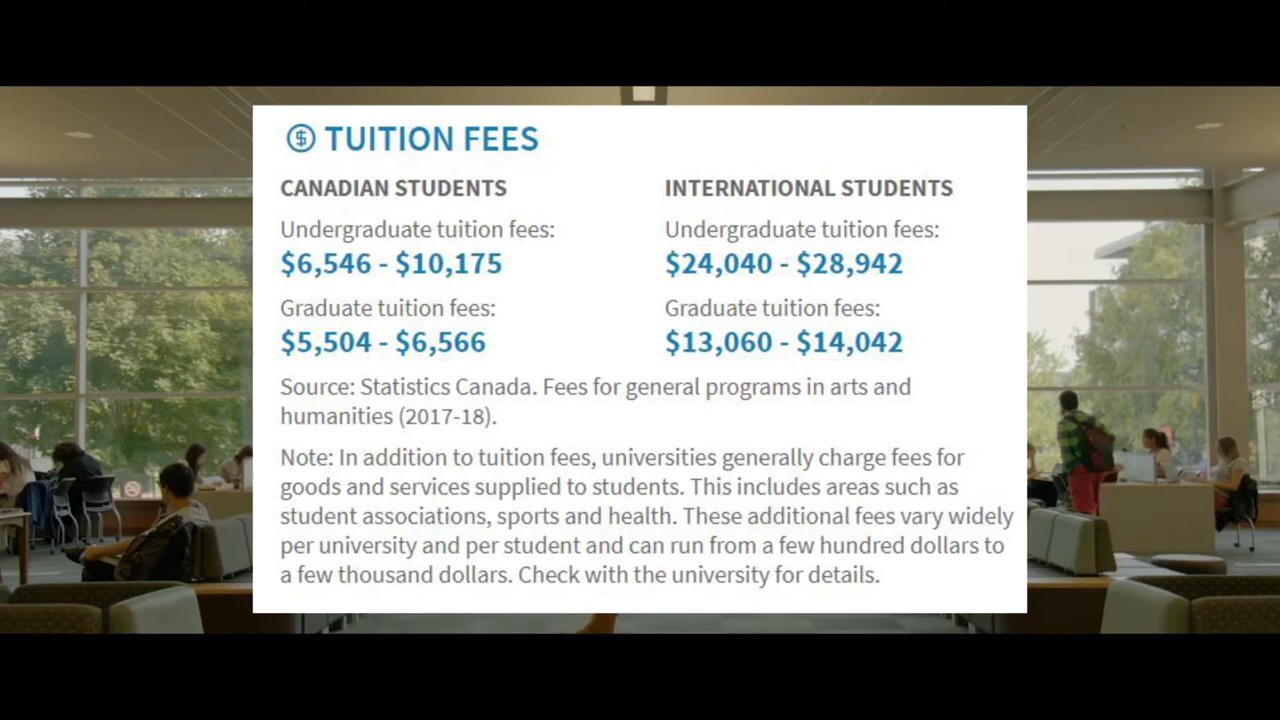 TUITION FEES
CANADIAN STUDENTS
Undergraduate tuition fees:
$6,546 - $10,175
Graduate tuition fees:
$5,504 - $6,566
INTERNATIONAL STUDENTS
Undergraduate tuition fees:
$24,040 - $28,942
Graduate tuition fees:
$13,060 - $14,042
Source: Statistics Canada. Fees for general programs in arts and
humanities (2017-18).
Note: In addition to tuition fees, universities generally charge fees for
goods and services supplied to students. This includes areas such as
student associations, sports and health. These additional fees vary widely
per university and per student and can run from a few hundred dollars to
a few thousand dollars. Check with the university for details.